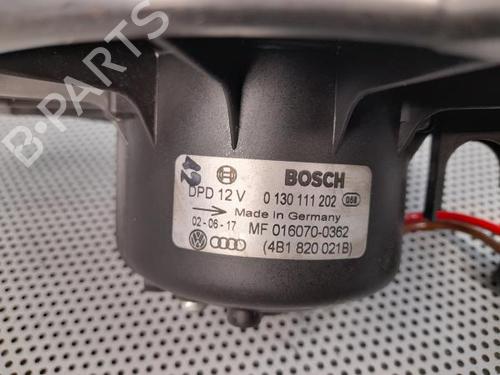 B-PARTS
42
BOSCH
DPD 12 V 0 130 111 202 058
Made in Germany
02-06-17 MF 016070-0362
(4B1 820 021B)